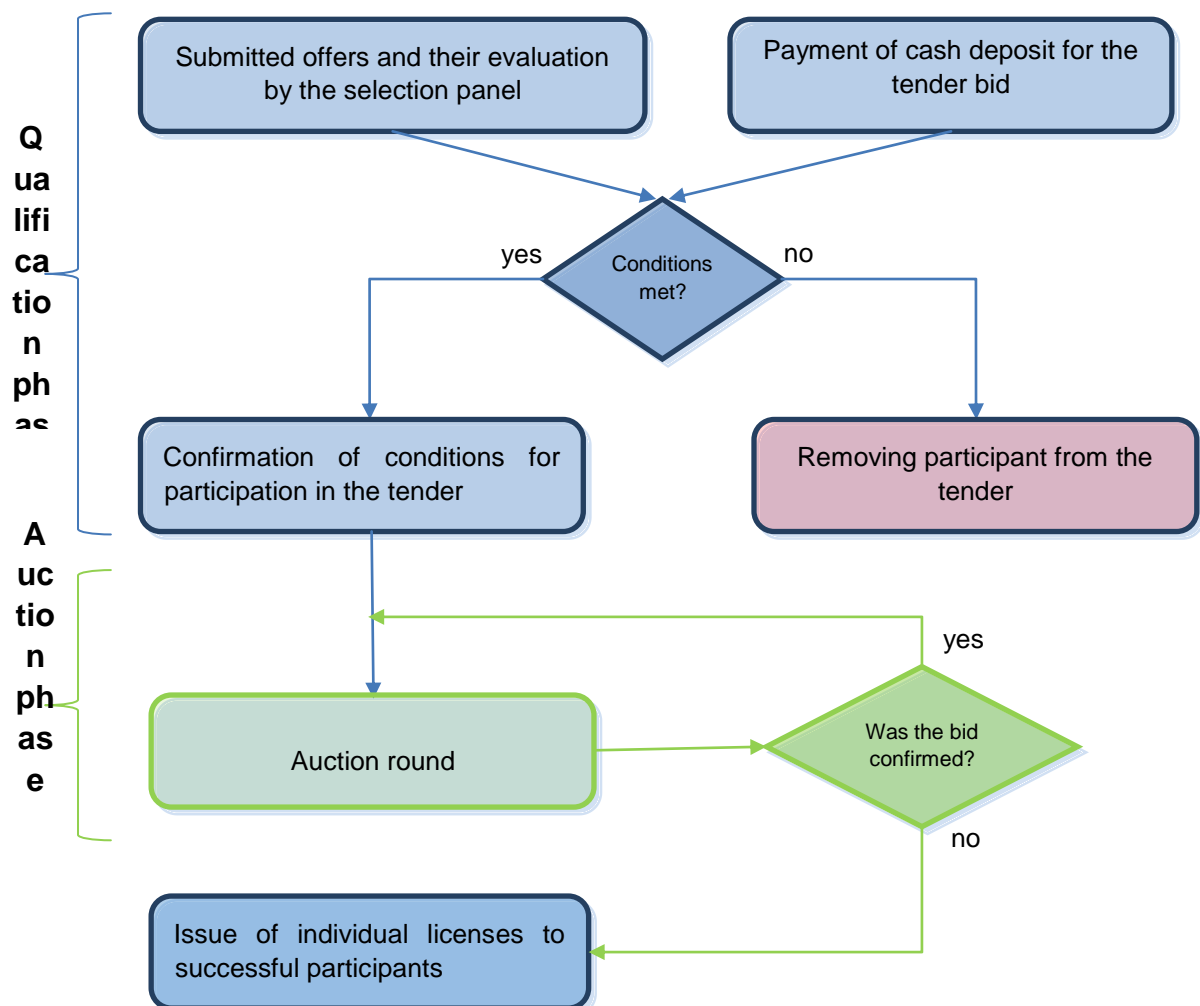 Submitted offers and their evaluation
by the selection panel
Payment of cash deposit for the
tender bid
Q
ua
lifi
ca
tio
n
ph
as
yes
no
Conditions
met?
Confirmation of conditions for
participation in the tender
Removing participant from the
tender
A
uc
tio
n
ph
as
e
yes
Auction round
Was the bid
confirmed?
no
Issue of individual licenses to
successful participants